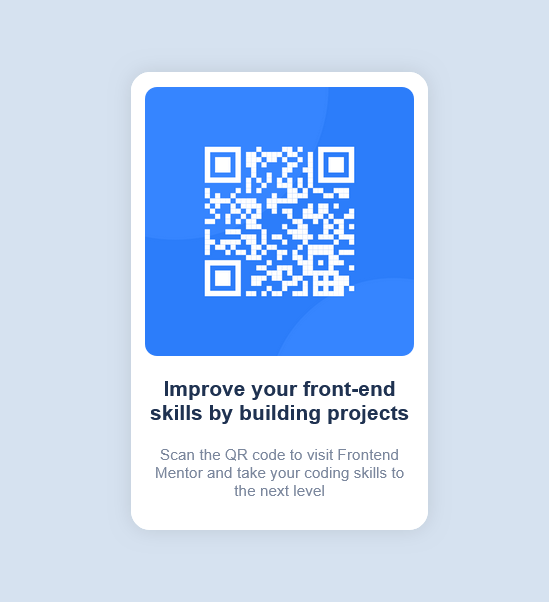 Improve your front-end
skills by building projects
Scan the QR code to visit Frontend
Mentor and take your coding skills to
the next level